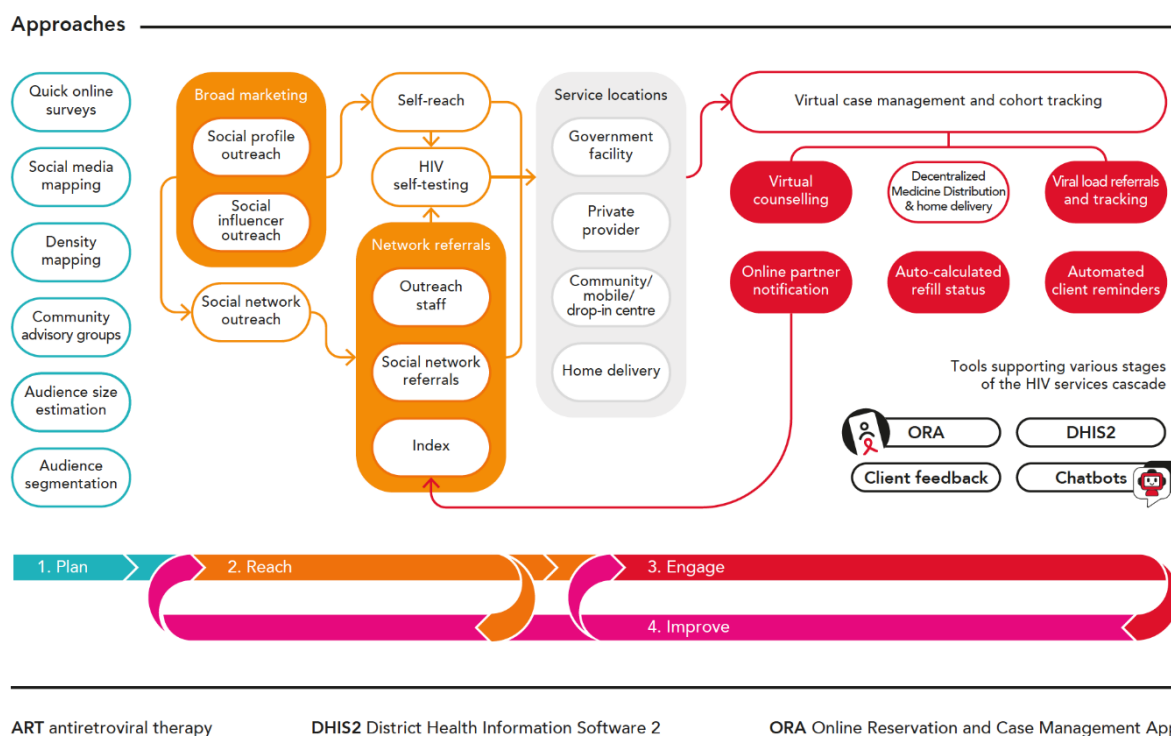 Approaches
Quick online
surveys
Social media
mapping
Density
mapping
Community
advisory groups
Audience size
estimation
Audience
segmentation
Broad marketing
Social profile
outreach
Social
influencer
outreach
Social network
outreach
Self-reach
HIV
self-testing
Network referrals
Outreach
staff
Social network
referrals
Index
Service locations
Government
facility
Private
provider
Community/
mobile/
drop-in centre
Home delivery
Virtual case management and cohort tracking
Virtual
counselling
Decentralized
Medicine Distribution
& home delivery
Viral load referrals
and tracking
Online partner
notification
Auto-calculated
refill status
Automated
client reminders
Tools supporting various stages
of the HIV services cascade
ORA
DHIS2
Client feedback
Chatbots
1. Plan
2. Reach
3. Engage
4. Improve
ART antiretroviral therapy
DHIS2 District Health Information Software 2
ORA Online Reservation and Case Management App